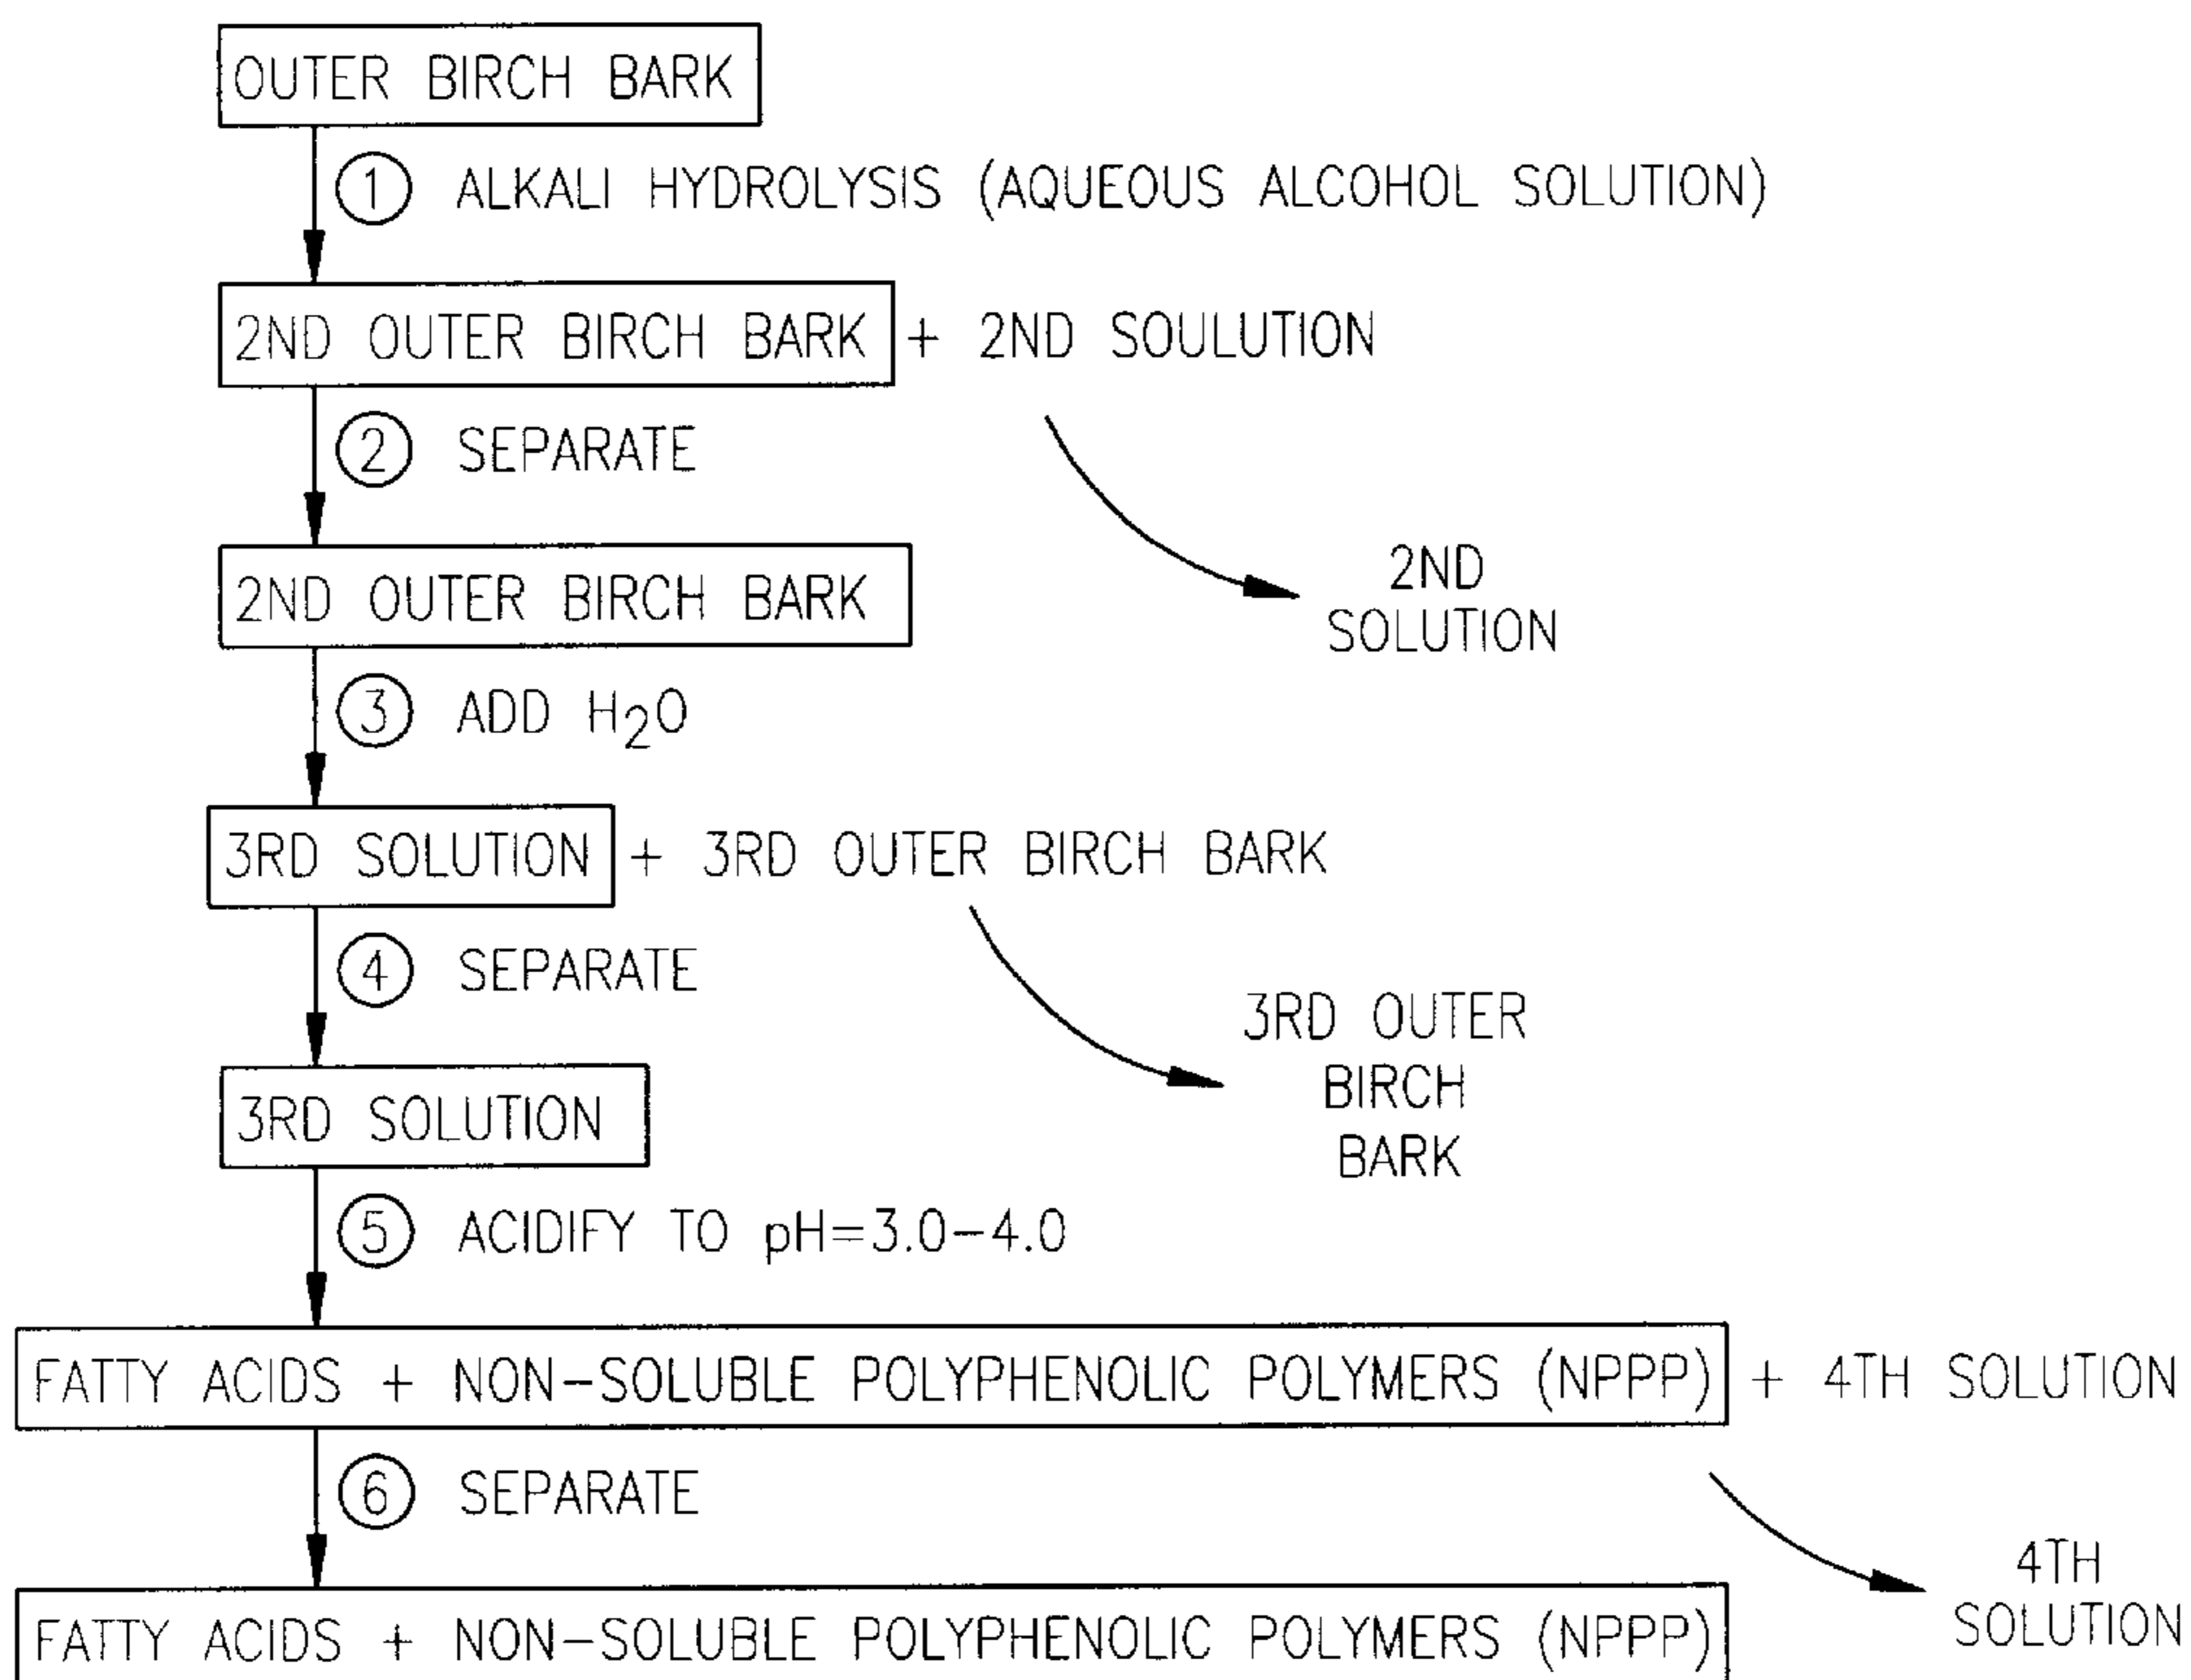 OUTER BIRCH BARK
1 ALKALI HYDROLYSIS (AQUEOUS ALCOHOL SOLUTION)
2ND OUTER BIRCH BARK + 2ND SOULUTION
2 SEPARATE
2ND
SOLUTION
2ND OUTER BIRCH BARK
3 ADD H2O
3RD SOLUTION + 3RD OUTER BIRCH BARK
4 SEPARATE
3RD OUTER
BIRCH
BARK
3RD SOLUTION
5 ACIDIFY TO pH=3.0-4.0
FATTY ACIDS + NON-SOLUBLE POLYPHENOLIC POLYMERS (NPPP) + 4TH SOLUTION
6 SEPARATE
4TH
SOLUTION
FATTY ACIDS + NON-SOLUBLE POLYPHENOLIC POLYMERS (NPPP)